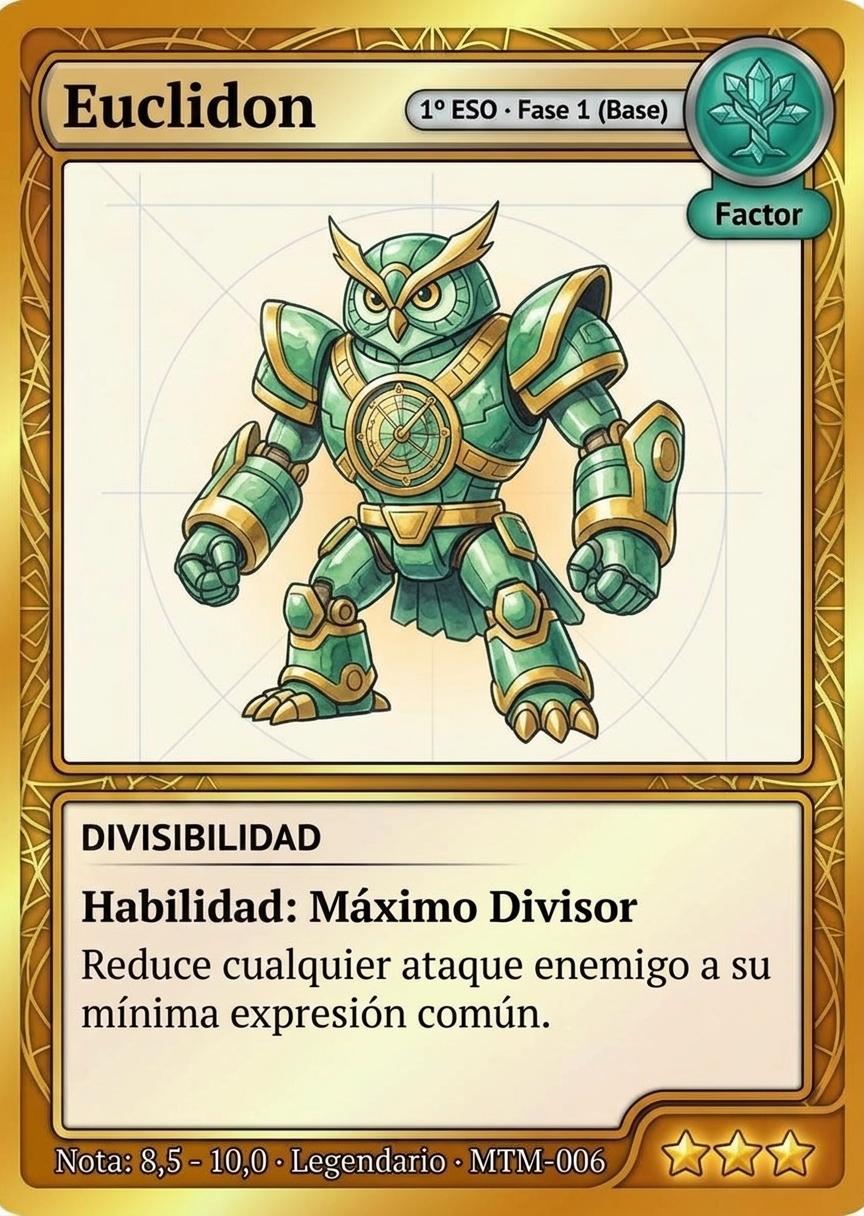 Euclidon
1º ESO · Fase 1 (Base)
Factor
DIVISIBILIDAD
Habilidad: Máximo Divisor
Reduce cualquier ataque enemigo a su
mínima expresión común.
Nota: 8,5 - 10,0 · Legendario · MTM-006